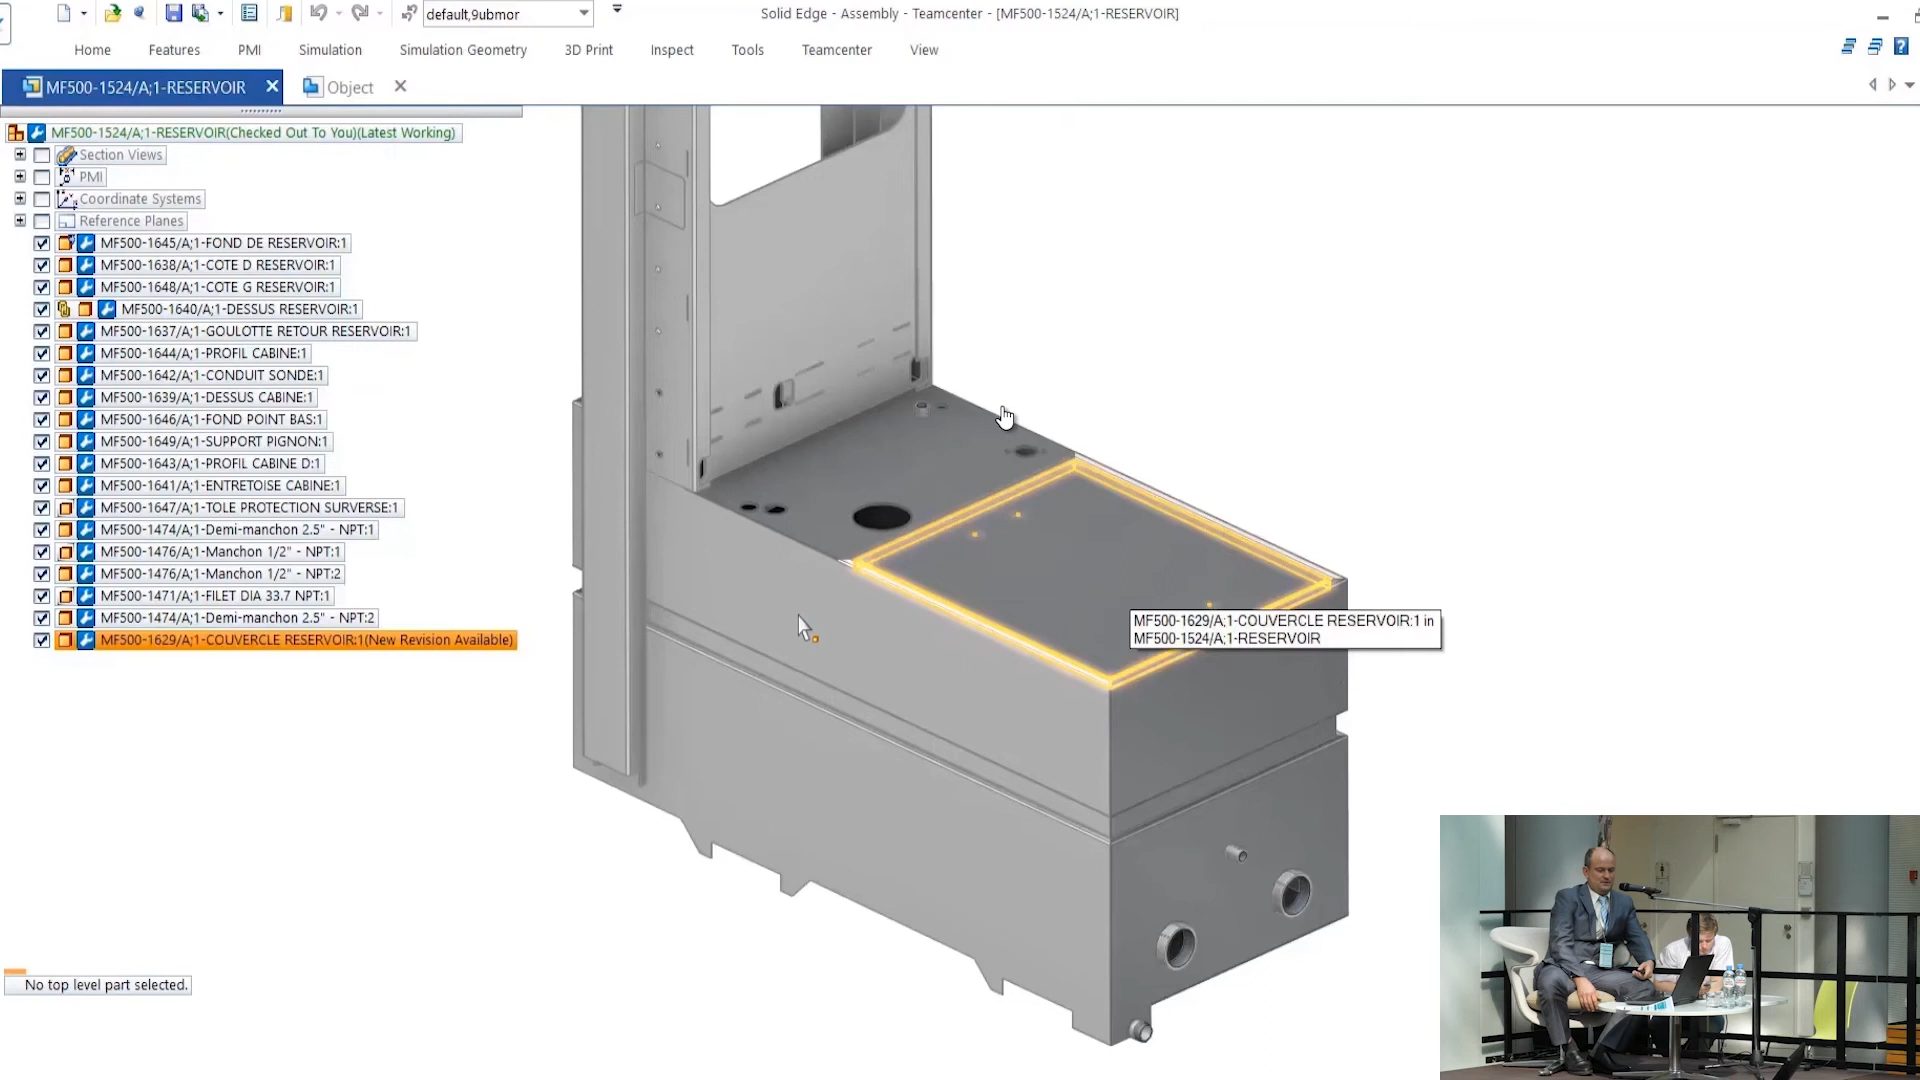 default,9ubmor
Solid Edge - Assembly - Teamcenter - [MF500-1524/A;1-RESERVOIR]
Home Features PMI Simulation Simulation Geometry 3D Print Inspect Tools Teamcenter View
MF500-1524/A;1-RESERVOIR Object
MF500-1524/A;1-RESERVOIR(Checked Out To You)(Latest Working)
Section Views
PMI
Coordinate Systems
Reference Planes
MF500-1645/A;1-FOND DE RESERVOIR:1
MF500-1638/A;1-COTE D RESERVOIR:1
MF500-1648/A;1-COTE G RESERVOIR:1
MF500-1640/A;1-DESSUS RESERVOIR:1
MF500-1637/A;1-GOULOTTE RETOUR RESERVOIR:1
MF500-1644/A;1-PROFIL CABINE:1
MF500-1642/A;1-CONDUIT SONDE:1
MF500-1639/A;1-DESSUS CABINE:1
MF500-1646/A;1-FOND POINT BAS:1
MF500-1649/A;1-SUPPORT PIGNON:1
MF500-1643/A;1-PROFIL CABINE D:1
MF500-1641/A;1-ENTRETOISE CABINE:1
MF500-1647/A;1-TOLE PROTECTION SURVERSE:1
MF500-1474/A;1-Demi-manchon 2.5" - NPT:1
MF500-1476/A;1-Manchon 1/2" - NPT:1
MF500-1476/A;1-Manchon 1/2" - NPT:2
MF500-1471/A;1-FILET DIA 33.7 NPT:1
MF500-1474/A;1-Demi-manchon 2.5" - NPT:2
MF500-1629/A;1-COUVERCLE RESERVOIR:1(New Revision Available)
MF500-1629/A;1-COUVERCLE RESERVOIR:1 in
MF500-1524/A;1-RESERVOIR
No top level part selected.